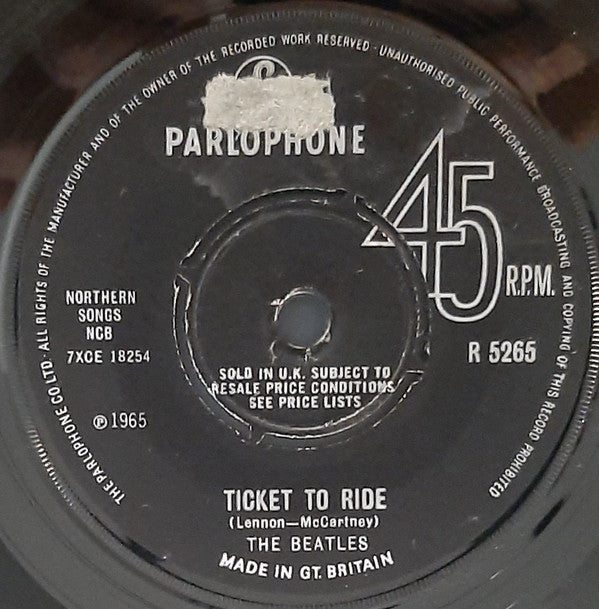 THE PARLOPHONE CO. LTD. · ALL RIGHTS OF THE MANUFACTURER AND OF THE OWNER OF THE RECORDED WORK RESERVED · UNAUTHORISED PUBLIC PERFORMANCE BROADCASTING AND COPYING OF THIS RECORD PROHIBITED
PARLOPHONE
45
R.P.M.
NORTHERN
SONGS
NCB
7XCE 18254
R 5265
SOLD IN U.K. SUBJECT TO
RESALE PRICE CONDITIONS
SEE PRICE LISTS
℗ 1965
TICKET TO RIDE
(Lennon—McCartney)
THE BEATLES
MADE IN GT. BRITAIN